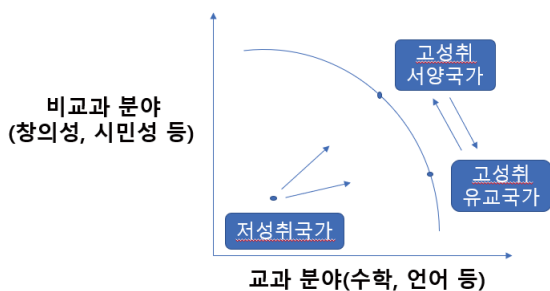 고성취
서양국가
비교과 분야
(창의성, 시민성 등)
고성취
유교국가
저성취국가
교과 분야(수학, 언어 등)